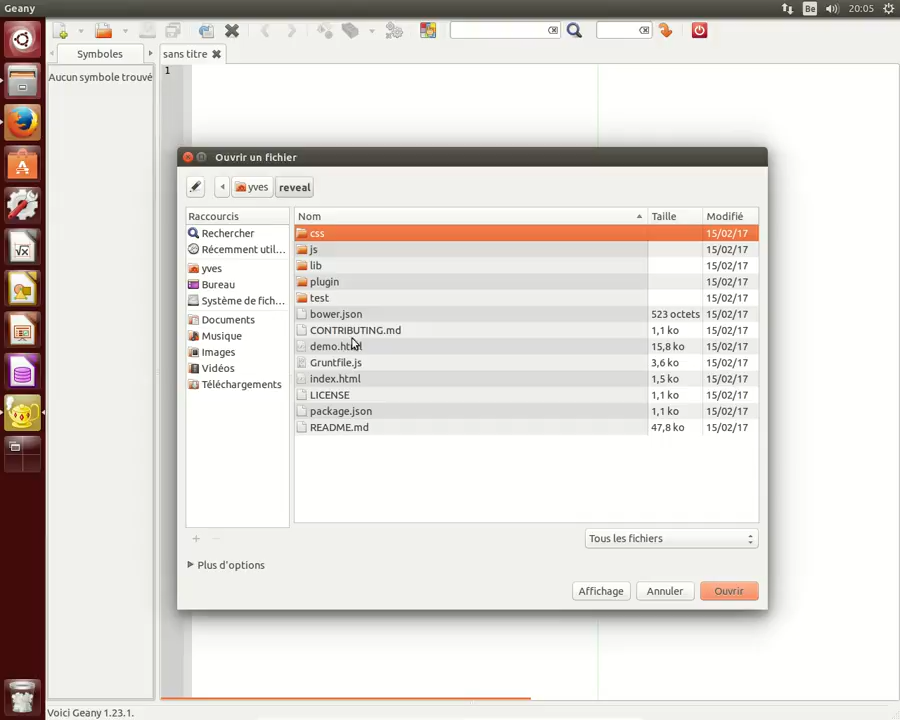 Geany
Be
20:05
Symboles
sans titre
Aucun symbole trouvé
1
Ouvrir un fichier
yves
reveal
Raccourcis
Nom
Taille
Modifié
Rechercher
css
15/02/17
Récemment util...
js
15/02/17
lib
15/02/17
yves
Bureau
plugin
15/02/17
Système de fich...
test
15/02/17
Documents
bower.json
523 octets
15/02/17
Musique
CONTRIBUTING.md
1,1 ko
15/02/17
Images
demo.html
15,8 ko
15/02/17
Vidéos
Gruntfile.js
3,6 ko
15/02/17
Téléchargements
index.html
1,5 ko
15/02/17
LICENSE
1,1 ko
15/02/17
package.json
1,1 ko
15/02/17
README.md
47,8 ko
15/02/17
Tous les fichiers
Plus d'options
Affichage
Annuler
Ouvrir
Voici Geany 1.23.1.